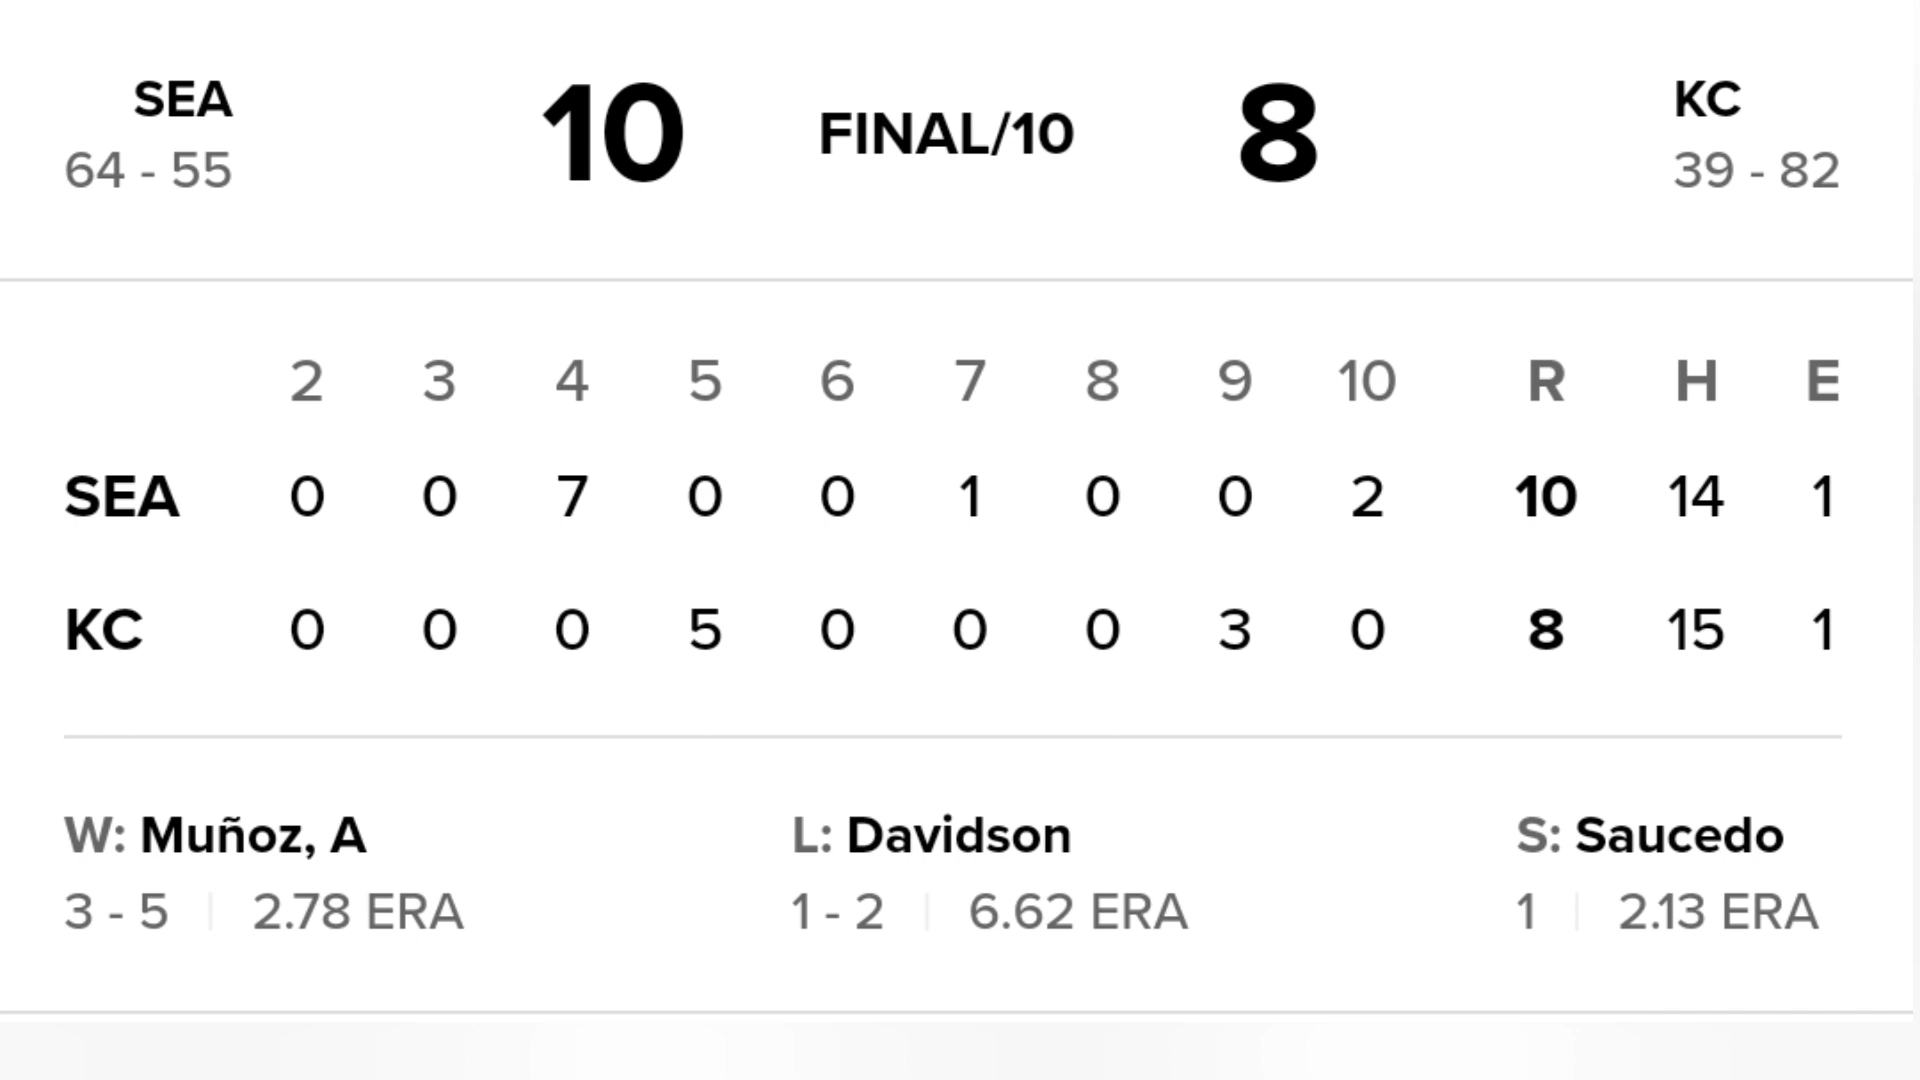 SEA 10 FINAL/10 8 KC
64 - 55 39 - 82
2 3 4 5 6 7 8 9 10 R H E
SEA 0 0 7 0 0 1 0 0 2 10 14 1
KC 0 0 0 5 0 0 0 3 0 8 15 1
W: Muñoz, A L: Davidson S: Saucedo
3 - 5 | 2.78 ERA 1 - 2 | 6.62 ERA 1 | 2.13 ERA